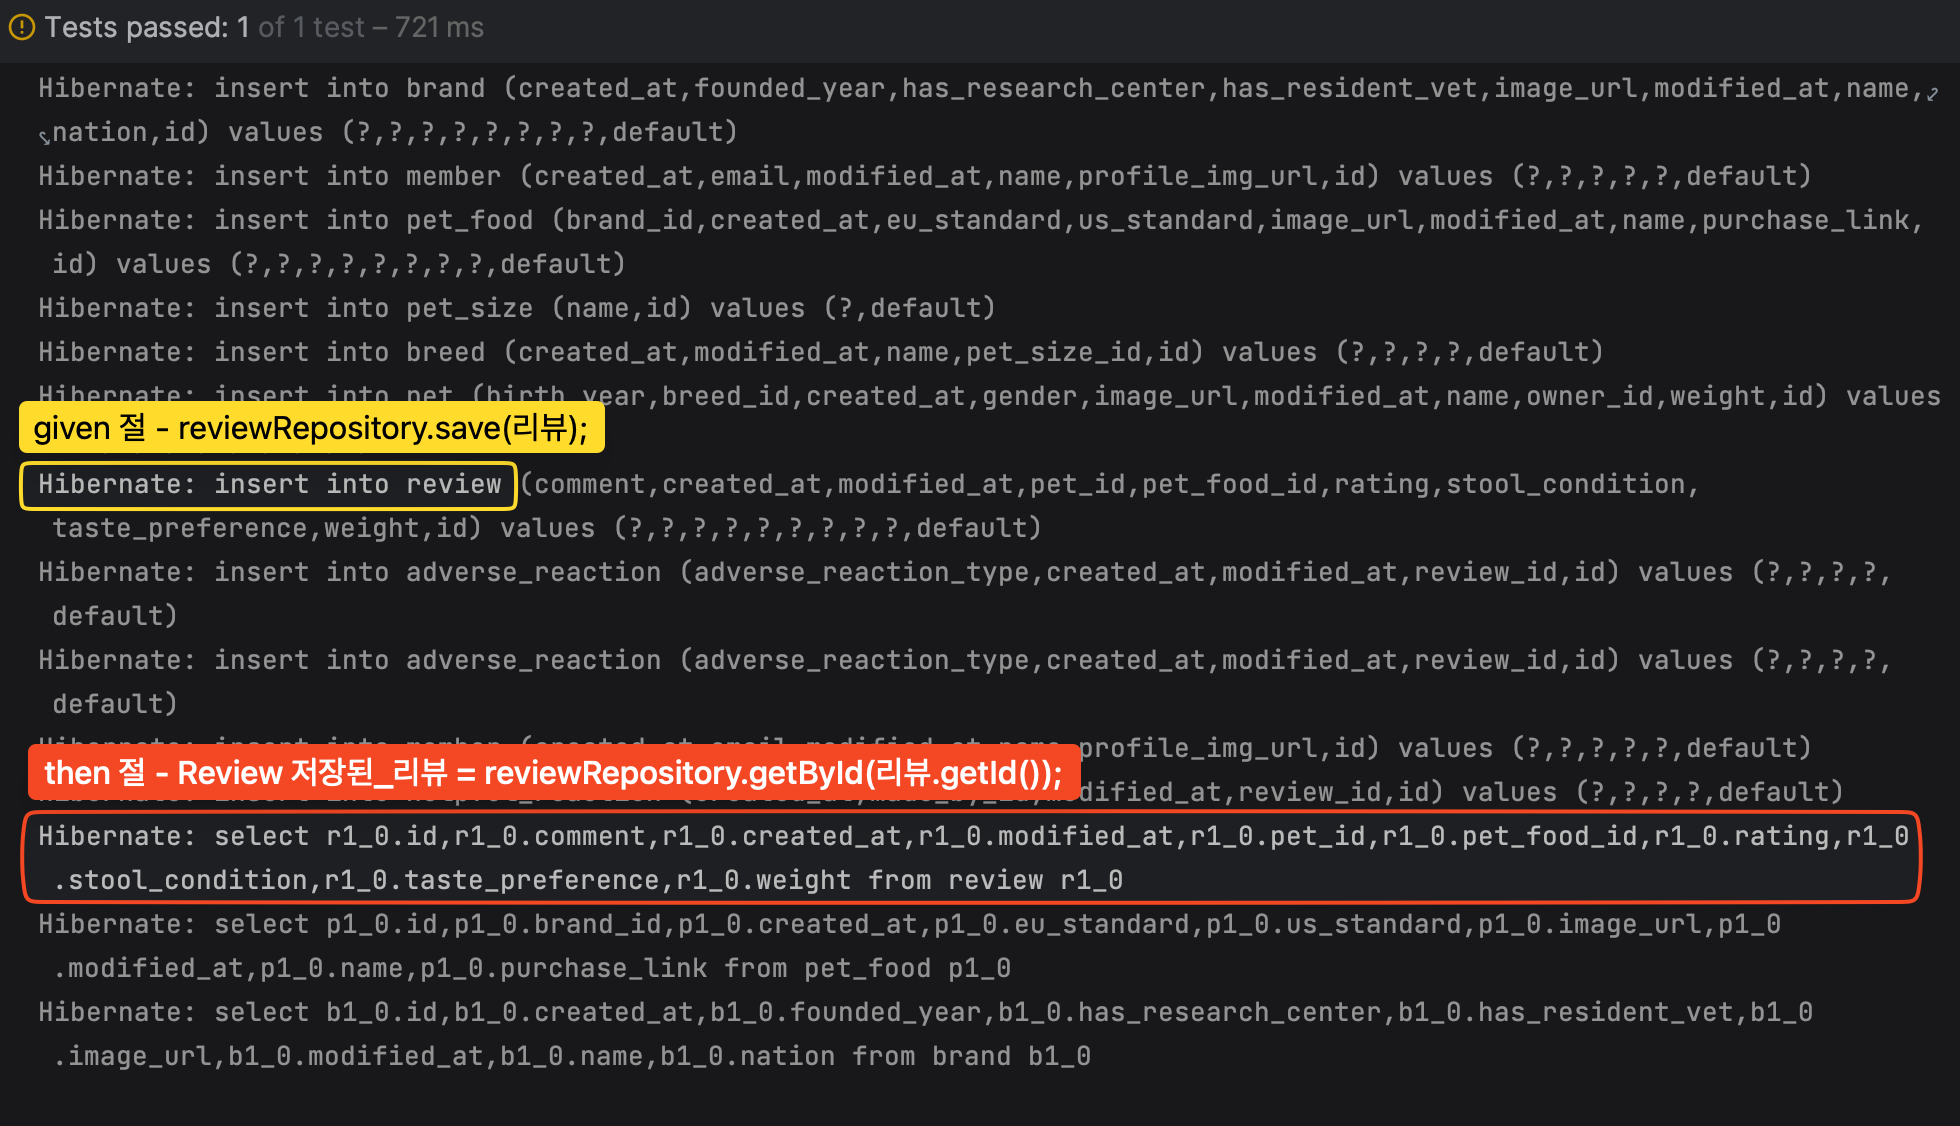 Tests passed: 1 of 1 test – 721 ms
Hibernate: insert into brand (created_at,founded_year,has_research_center,has_resident_vet,image_url,modified_at,name,
nation,id) values (?,?,?,?,?,?,?,?,default)
Hibernate: insert into member (created_at,email,modified_at,name,profile_img_url,id) values (?,?,?,?,?,default)
Hibernate: insert into pet_food (brand_id,created_at,eu_standard,us_standard,image_url,modified_at,name,purchase_link,
id) values (?,?,?,?,?,?,?,?,default)
Hibernate: insert into pet_size (name,id) values (?,default)
Hibernate: insert into breed (created_at,modified_at,name,pet_size_id,id) values (?,?,?,?,default)
Hibernate: insert into pet (birth_year,breed_id,created_at,gender,image_url,modified_at,name,owner_id,weight,id) values
given 절 - reviewRepository.save(리뷰);
Hibernate: insert into review (comment,created_at,modified_at,pet_id,pet_food_id,rating,stool_condition,
taste_preference,weight,id) values (?,?,?,?,?,?,?,?,?,default)
Hibernate: insert into adverse_reaction (adverse_reaction_type,created_at,modified_at,review_id,id) values (?,?,?,?,
default)
Hibernate: insert into adverse_reaction (adverse_reaction_type,created_at,modified_at,review_id,id) values (?,?,?,?,
default)
Hibernate: insert into member (created_at,email,modified_at,name,profile_img_url,id) values (?,?,?,?,?,default)
then 절 - Review 저장된_리뷰 = reviewRepository.getById(리뷰.getId());
modified_at,review_id,id) values (?,?,?,?,default)
Hibernate: select r1_0.id,r1_0.comment,r1_0.created_at,r1_0.modified_at,r1_0.pet_id,r1_0.pet_food_id,r1_0.rating,r1_0
.stool_condition,r1_0.taste_preference,r1_0.weight from review r1_0
Hibernate: select p1_0.id,p1_0.brand_id,p1_0.created_at,p1_0.eu_standard,p1_0.us_standard,p1_0.image_url,p1_0
.modified_at,p1_0.name,p1_0.purchase_link from pet_food p1_0
Hibernate: select b1_0.id,b1_0.created_at,b1_0.founded_year,b1_0.has_research_center,b1_0.has_resident_vet,b1_0
.image_url,b1_0.modified_at,b1_0.name,b1_0.nation from brand b1_0